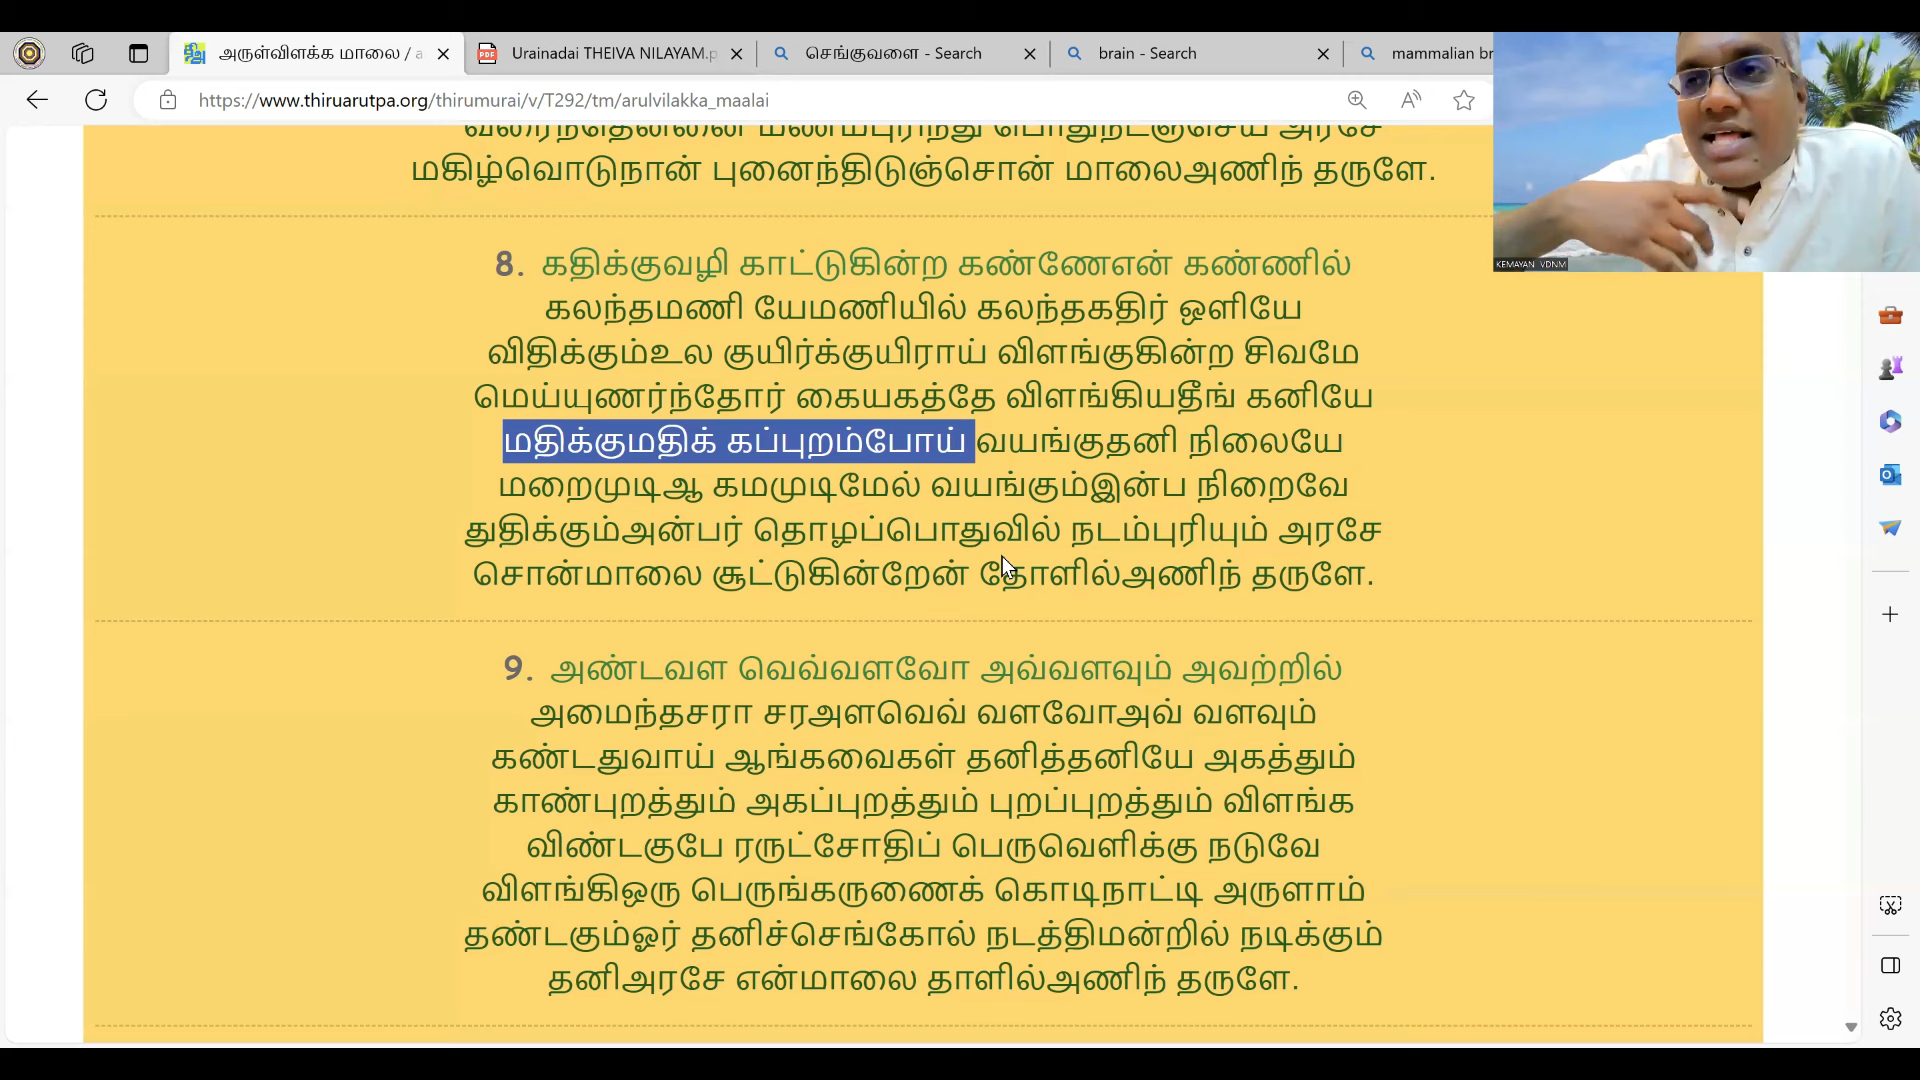 அருள்விளக்க மாலை / a
Urainadai THEIVA NILAYAM.p
செங்குவளை - Search
brain - Search
mammalian br
https://www.thiruarutpa.org/thirumurai/v/T292/tm/arulvilakka_maalai
வரைந்தென்னை மணம்புரிந்து பொதுநடஞ்செய் அரசே
மகிழ்வொடுநான் புனைந்திடுஞ்சொன் மாலைஅணிந் தருளே.
KEMAYAN VDNM
8. கதிக்குவழி காட்டுகின்ற கண்ணேஎன் கண்ணில்
கலந்தமணி யேமணியில் கலந்தகதிர் ஒளியே
விதிக்கும்உல குயிர்க்குயிராய் விளங்குகின்ற சிவமே
மெய்யுணர்ந்தோர் கையகத்தே விளங்கியதீங் கனியே
மதிக்குமதிக் கப்புறம்போய் வயங்குதனி நிலையே
மறைமுடிஆ கமமுடிமேல் வயங்கும்இன்ப நிறைவே
துதிக்கும்அன்பர் தொழப்பொதுவில் நடம்புரியும் அரசே
சொன்மாலை சூட்டுகின்றேன் தோளில்அணிந் தருளே.
9. அண்டவள வெவ்வளவோ அவ்வளவும் அவற்றில்
அமைந்தசரா சரஅளவெவ் வளவோஅவ் வளவும்
கண்டதுவாய் ஆங்கவைகள் தனித்தனியே அகத்தும்
காண்புறத்தும் அகப்புறத்தும் புறப்புறத்தும் விளங்க
விண்டகுபே ரருட்சோதிப் பெருவெளிக்கு நடுவே
விளங்கிஒரு பெருங்கருணைக் கொடிநாட்டி அருளாம்
தண்டகும்ஓர் தனிச்செங்கோல் நடத்திமன்றில் நடிக்கும்
தனிஅரசே என்மாலை தாளில்அணிந் தருளே.